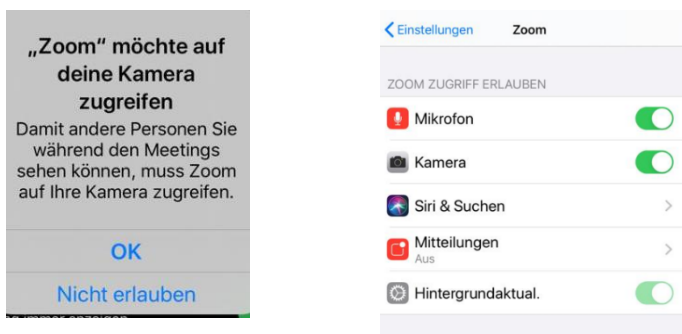 „Zoom“ möchte auf
deine Kamera
zugreifen
Damit andere Personen Sie
während den Meetings
sehen können, muss Zoom
auf Ihre Kamera zugreifen.
OK
Nicht erlauben
Einstellungen
Zoom
ZOOM ZUGRIFF ERLAUBEN
Mikrofon
Kamera
Siri & Suchen
Mitteilungen
Aus
Hintergrundaktual.